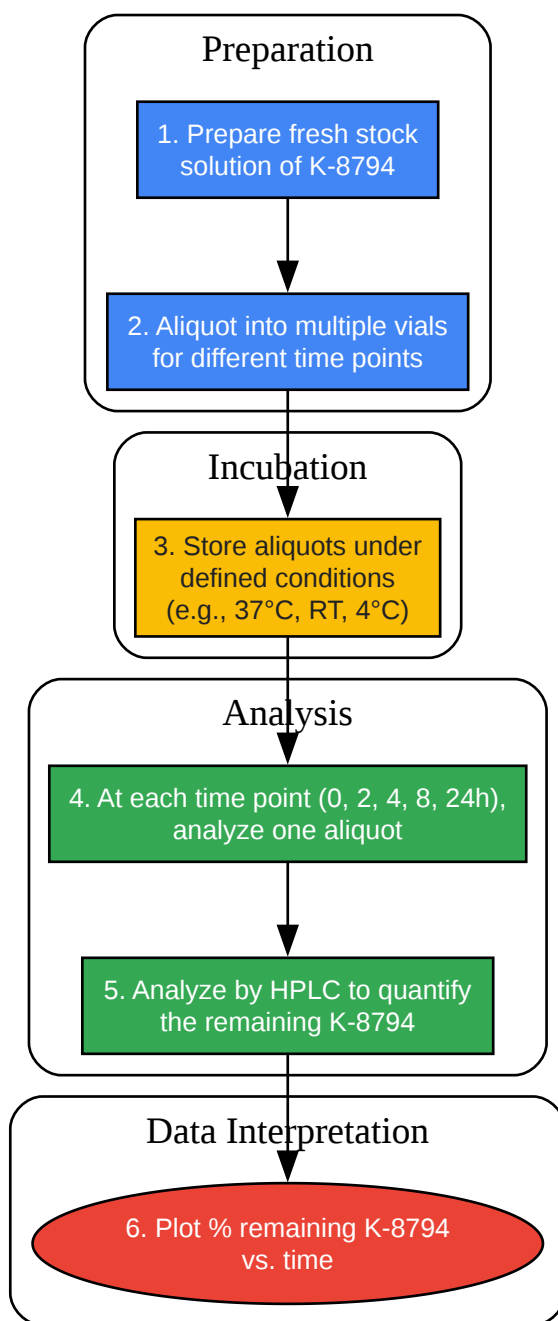 Preparation
1. Prepare fresh stock
solution of K-8794
2. Aliquot into multiple vials
for different time points
Incubation
3. Store aliquots under
defined conditions
(e.g., 37°C, RT, 4°C)
Analysis
4. At each time point (0, 2, 4, 8, 24h),
analyze one aliquot
5. Analyze by HPLC to quantify
the remaining K-8794
Data Interpretation
6. Plot % remaining K-8794
vs. time